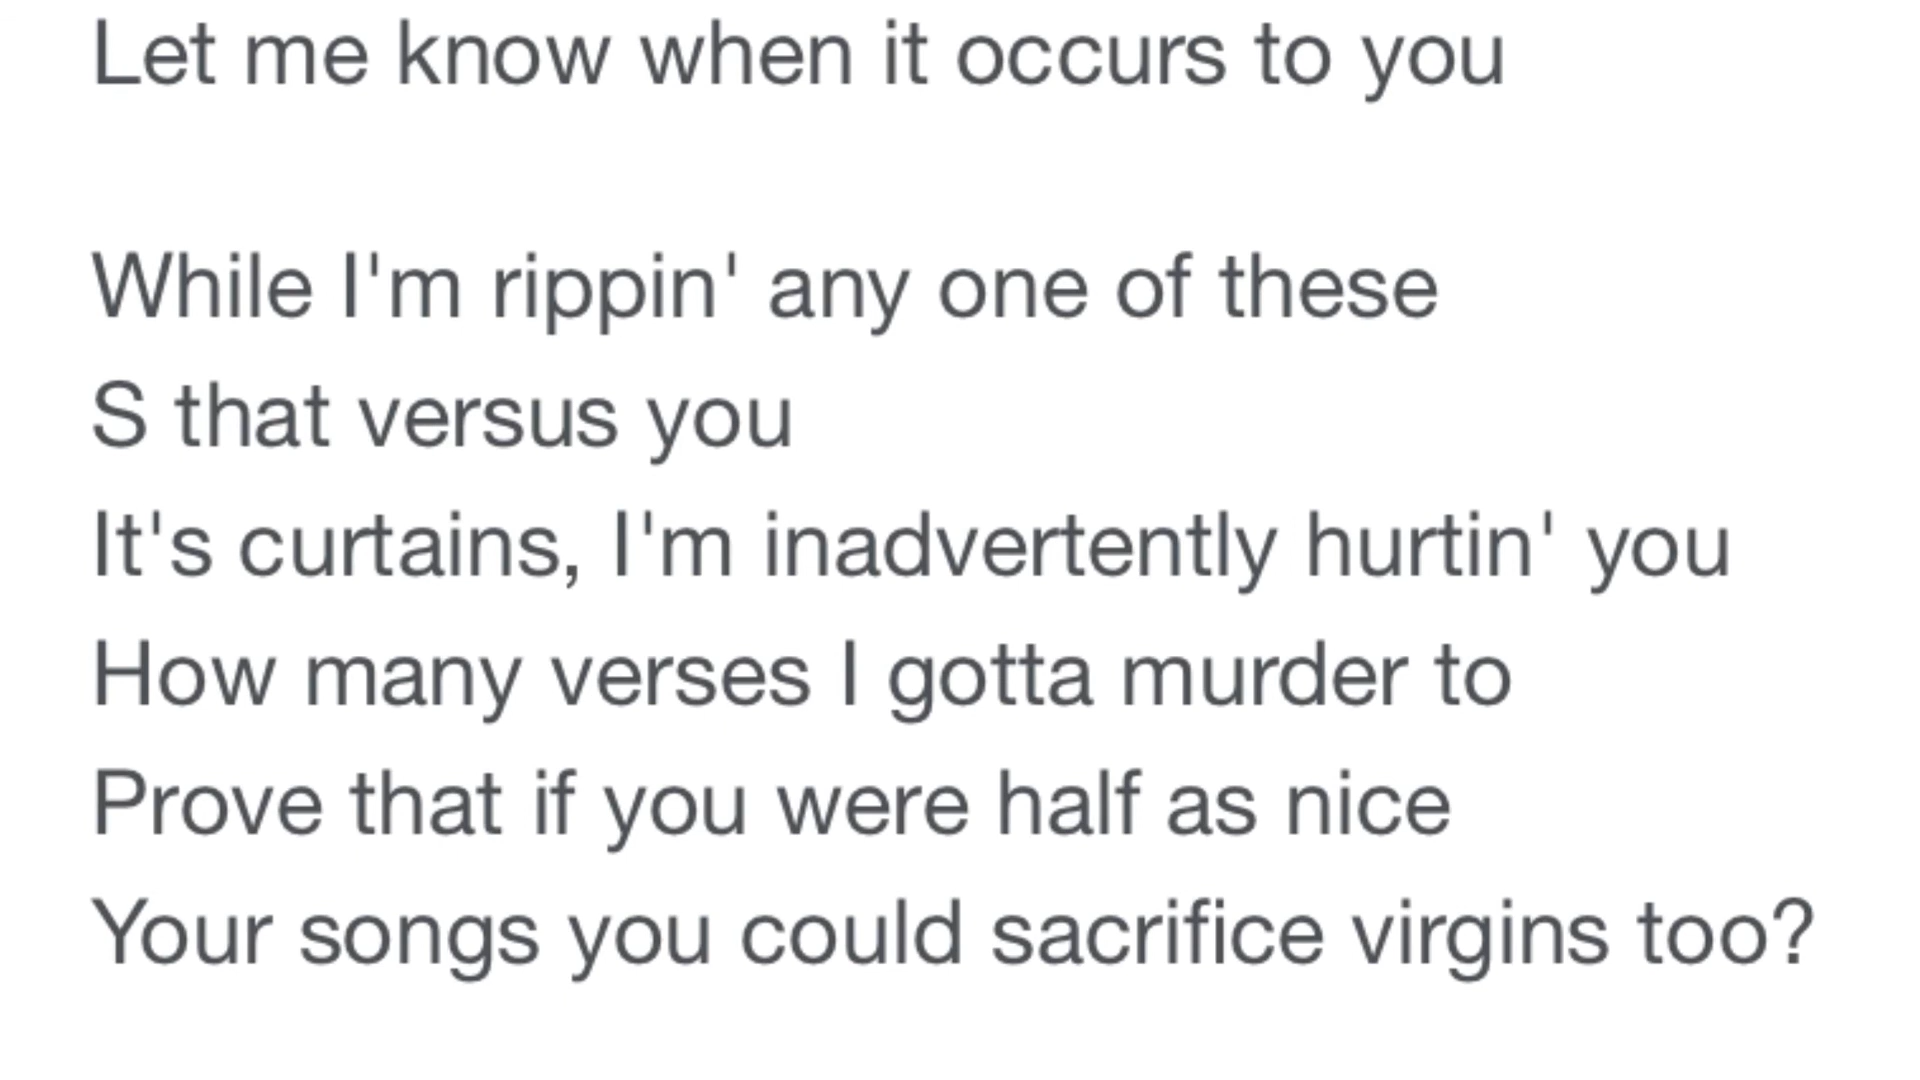 Let me know when it occurs to you
While I'm rippin' any one of these
S that versus you
It's curtains, I'm inadvertently hurtin' you
How many verses I gotta murder to
Prove that if you were half as nice
Your songs you could sacrifice virgins too?